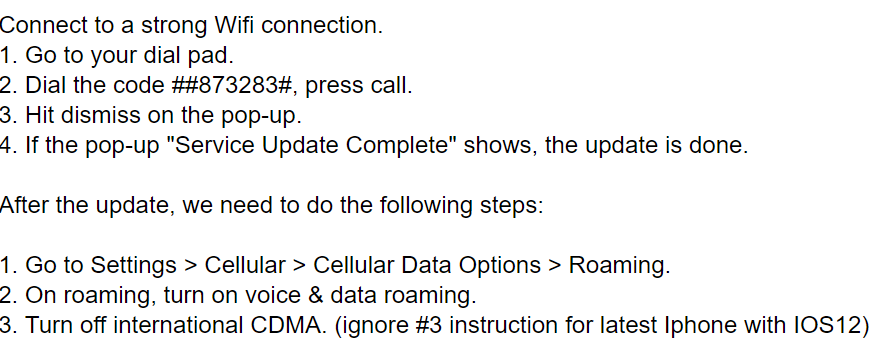 Connect to a strong Wifi connection.
1. Go to your dial pad.
2. Dial the code ##873283#, press call.
3. Hit dismiss on the pop-up.
4. If the pop-up "Service Update Complete" shows, the update is done.
After the update, we need to do the following steps:
1. Go to Settings > Cellular > Cellular Data Options > Roaming.
2. On roaming, turn on voice & data roaming.
3. Turn off international CDMA. (ignore #3 instruction for latest Iphone with IOS12)